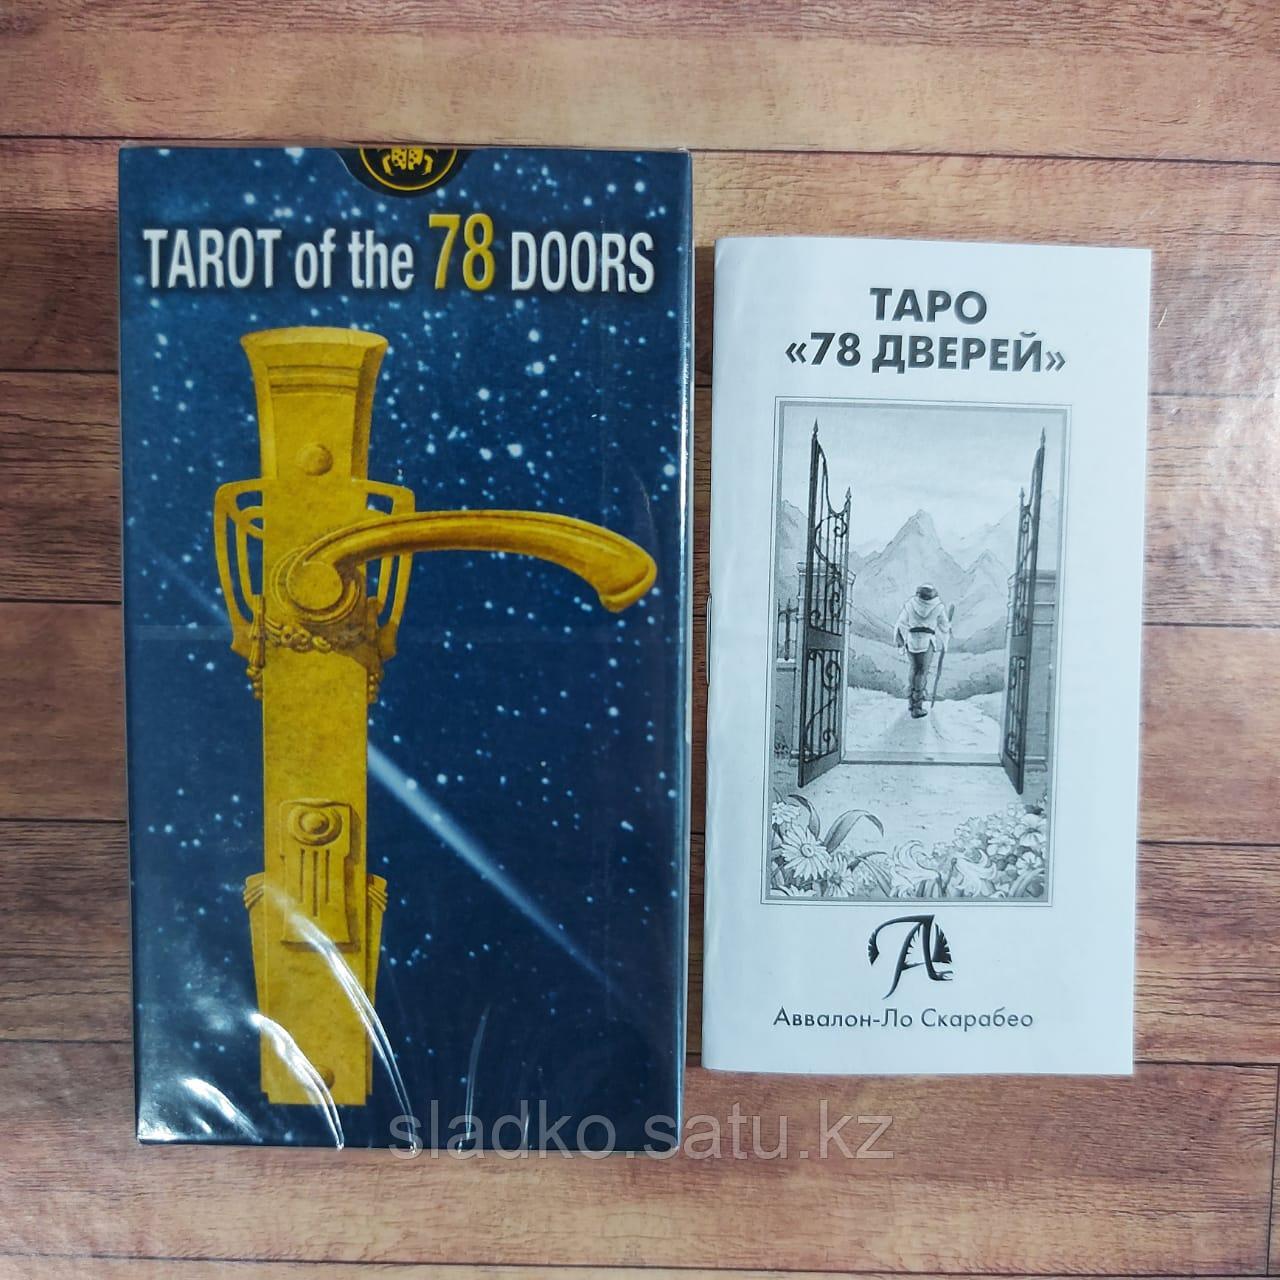 TAROT of the 78 DOORS
ТАРО
«78 ДВЕРЕЙ»
А
Аввалон-Ло Скарабео
sladko.satu.kz